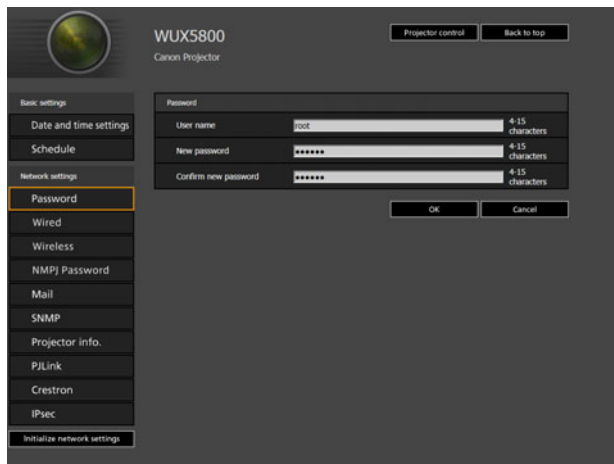 WUX5800
Canon Projector
Projector control
Back to top
Basic settings
Date and time settings
Schedule
Network settings
Password
Wired
Wireless
NMPJ Password
Mail
SNMP
Projector info.
PJLink
Crestron
IPsec
Initialize network settings
Password
User name root 4-15 characters
New password •••••• 4-15 characters
Confirm new password •••••• 4-15 characters
OK
Cancel